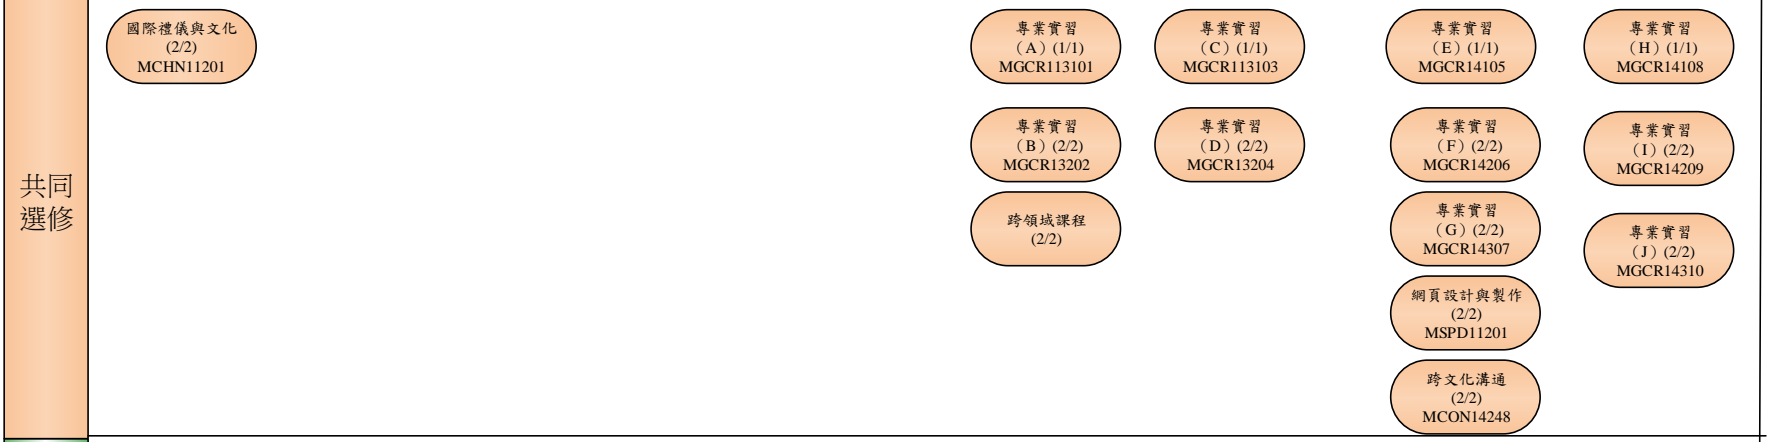 共同
選修
國際禮儀與文化
(2/2)
MCHN11201
專業實習
（A）(1/1)
MGCR113101
專業實習
（B）(2/2)
MGCR13202
跨領域課程
(2/2)
專業實習
（C）(1/1)
MGCR113103
專業實習
（D）(2/2)
MGCR13204
專業實習
（E）(1/1)
MGCR14105
專業實習
（F）(2/2)
MGCR14206
專業實習
（G）(2/2)
MGCR14307
網頁設計與製作
(2/2)
MSPD11201
跨文化溝通
(2/2)
MCON14248
專業實習
（H）(1/1)
MGCR14108
專業實習
（I）(2/2)
MGCR14209
專業實習
（J）(2/2)
MGCR14310